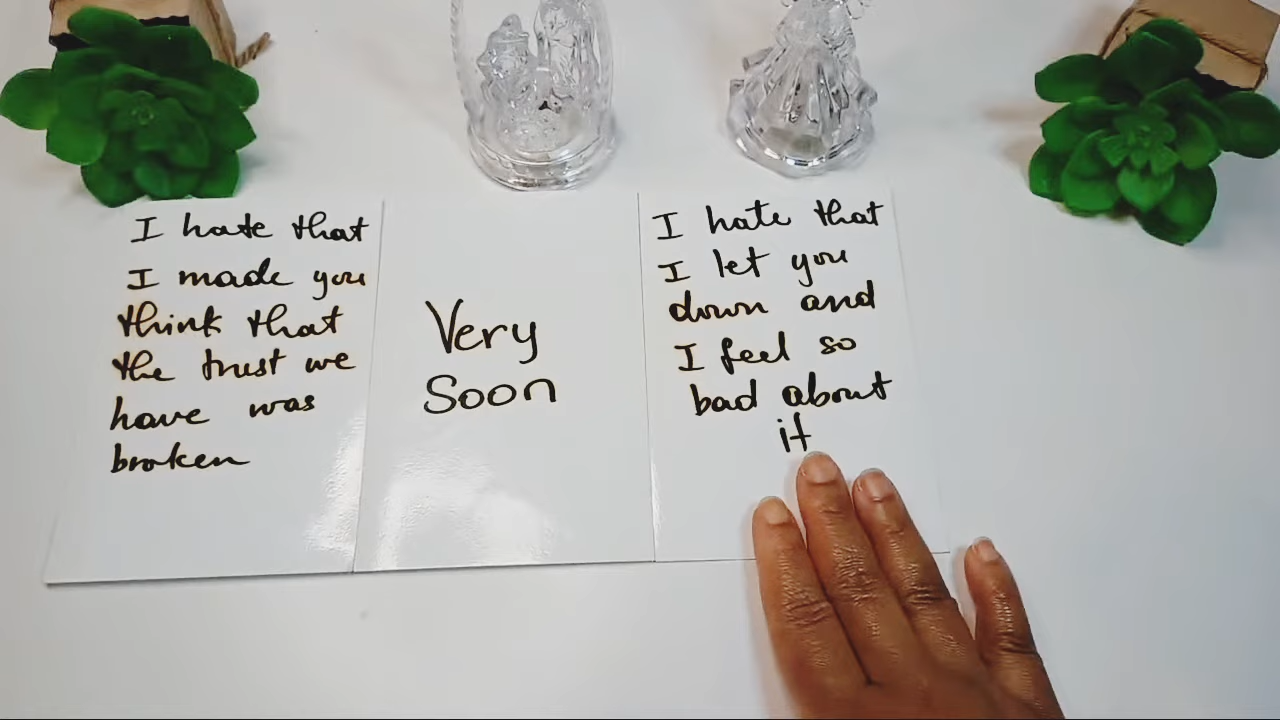 I hate that
I made you
think that
the trust we
have was
broken
Very
Soon
I hate that
I let you
down and
I feel so
bad about
it